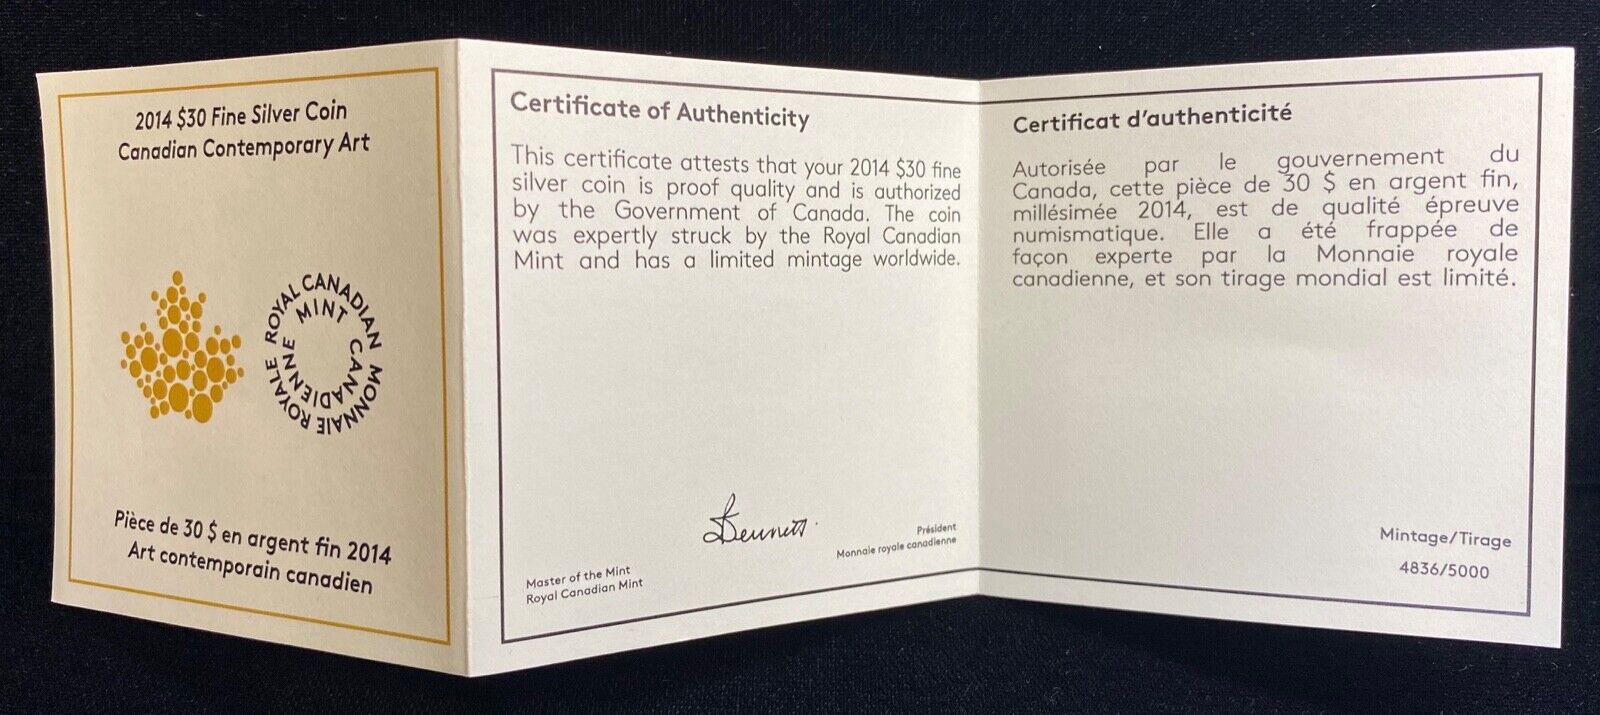 2014 $30 Fine Silver Coin
Canadian Contemporary Art
ROYAL CANADIAN MINT
MONNAIE ROYALE CANADIENNE
Pièce de 30 $ en argent fin 2014
Art contemporain canadien
Certificate of Authenticity
This certificate attests that your 2014 $30 fine
silver coin is proof quality and is authorized
by the Government of Canada. The coin
was expertly struck by the Royal Canadian
Mint and has a limited mintage worldwide.
Bennett
Master of the Mint
Royal Canadian Mint
Président
Monnaie royale canadienne
Certificat d'authenticité
Autorisée par le gouvernement du
Canada, cette pièce de 30 $ en argent fin,
millésimée 2014, est de qualité épreuve
numismatique. Elle a été frappée de
façon experte par la Monnaie royale
canadienne, et son tirage mondial est limité.
Mintage/Tirage
4836/5000